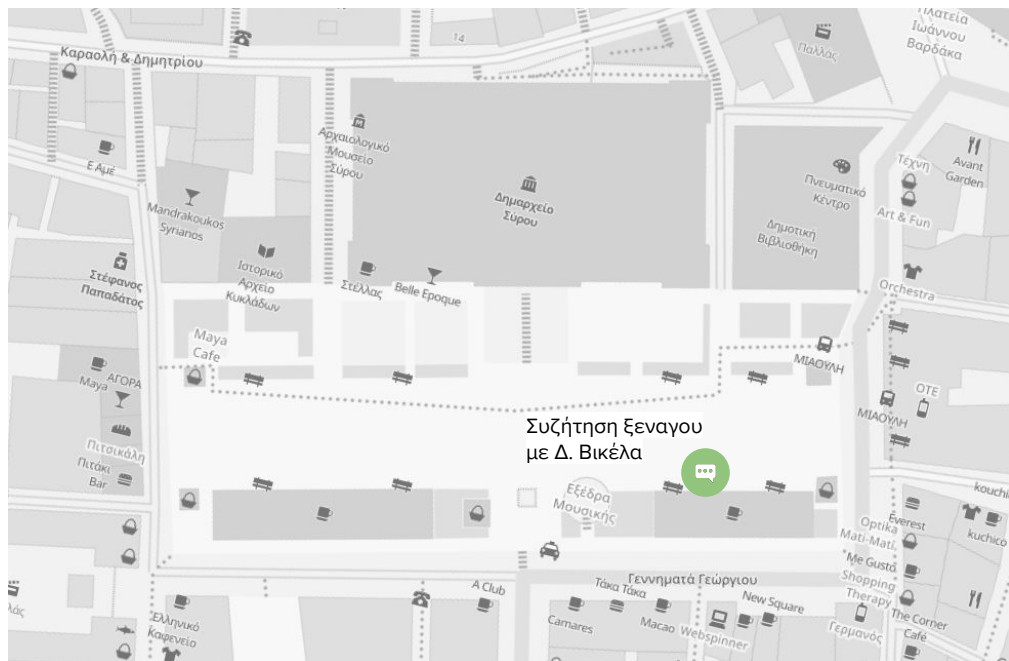 Πλατεία
Ιωάννου
Βαρδάκα
14
Παλλάς
Καραολή & Δημητρίου
Αρχαιολογικό
Μουσείο
Σύρου
Ε Αμέ
Τέχνη
Avant
Garden
Πνευματικό
Κέντρο
Δημαρχείο
Σύρου
Mandrakoukos
Syrianos
Art & Fun
Δημοτική
Βιβλιοθήκη
Ιστορικό
Αρχείο
Κυκλάδων
Στέφανος
Παπαδάτος
Στέλλας
Belle Epoque
Orchestra
Maya
Cafe
ΜΙΑΟΥΛΗ
ΑΓΟΡΑ
Maya
ΟΤΕ
ΜΙΑΟΥΛΗ
Συζήτηση ξεναγου
με Δ. Βικέλα
Πιτσικάλη
Πιτάκι
Bar
Εξέδρα
Μουσικής
kouchi
Everest
kuchico
Optika
Mati-Mati,
Me Gusto
Γεννηματά Γεώργιου
Shopping
Therapy
A Club
Τάκα Τάκα
New Square
The Corner
Café
λάς
Ελληνικό
Καφενείο
Camares
Macao
Webspinner
Γερμανός